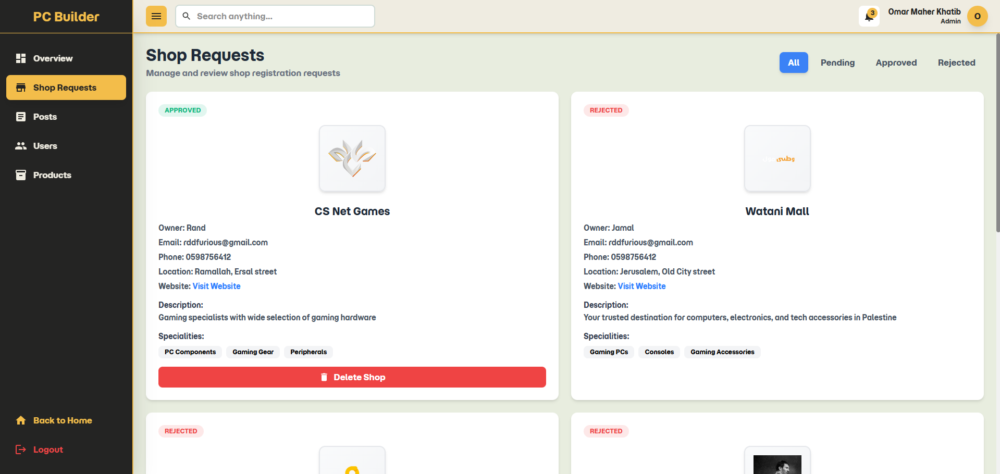 PC Builder
Search anything...
3
Omar Maher Khatib
Admin
O
Overview
Shop Requests
Posts
Users
Products
Back to Home
Logout
Shop Requests
Manage and review shop registration requests
All
Pending
Approved
Rejected
APPROVED
CS Net Games
Owner: Rand
Email: rddfurious@gmail.com
Phone: 0598756412
Location: Ramallah, Ersal street
Website: Visit Website
Description:
Gaming specialists with wide selection of gaming hardware
Specialities:
PC Components
Gaming Gear
Peripherals
Delete Shop
REJECTED
وطني مول
Watani Mall
Owner: Jamal
Email: rddfurious@gmail.com
Phone: 0598756412
Location: Jerusalem, Old City street
Website: Visit Website
Description:
Your trusted destination for computers, electronics, and tech accessories in Palestine
Specialities:
Gaming PCs
Consoles
Gaming Accessories
REJECTED
REJECTED